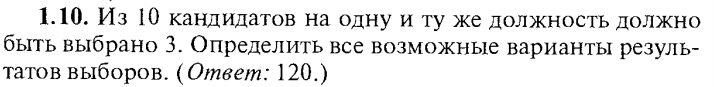 1.10. Из 10 кандидатов на одну и ту же должность должно
быть выбрано 3. Определить все возможные варианты резуль-
татов выборов. (Ответ: 120.)